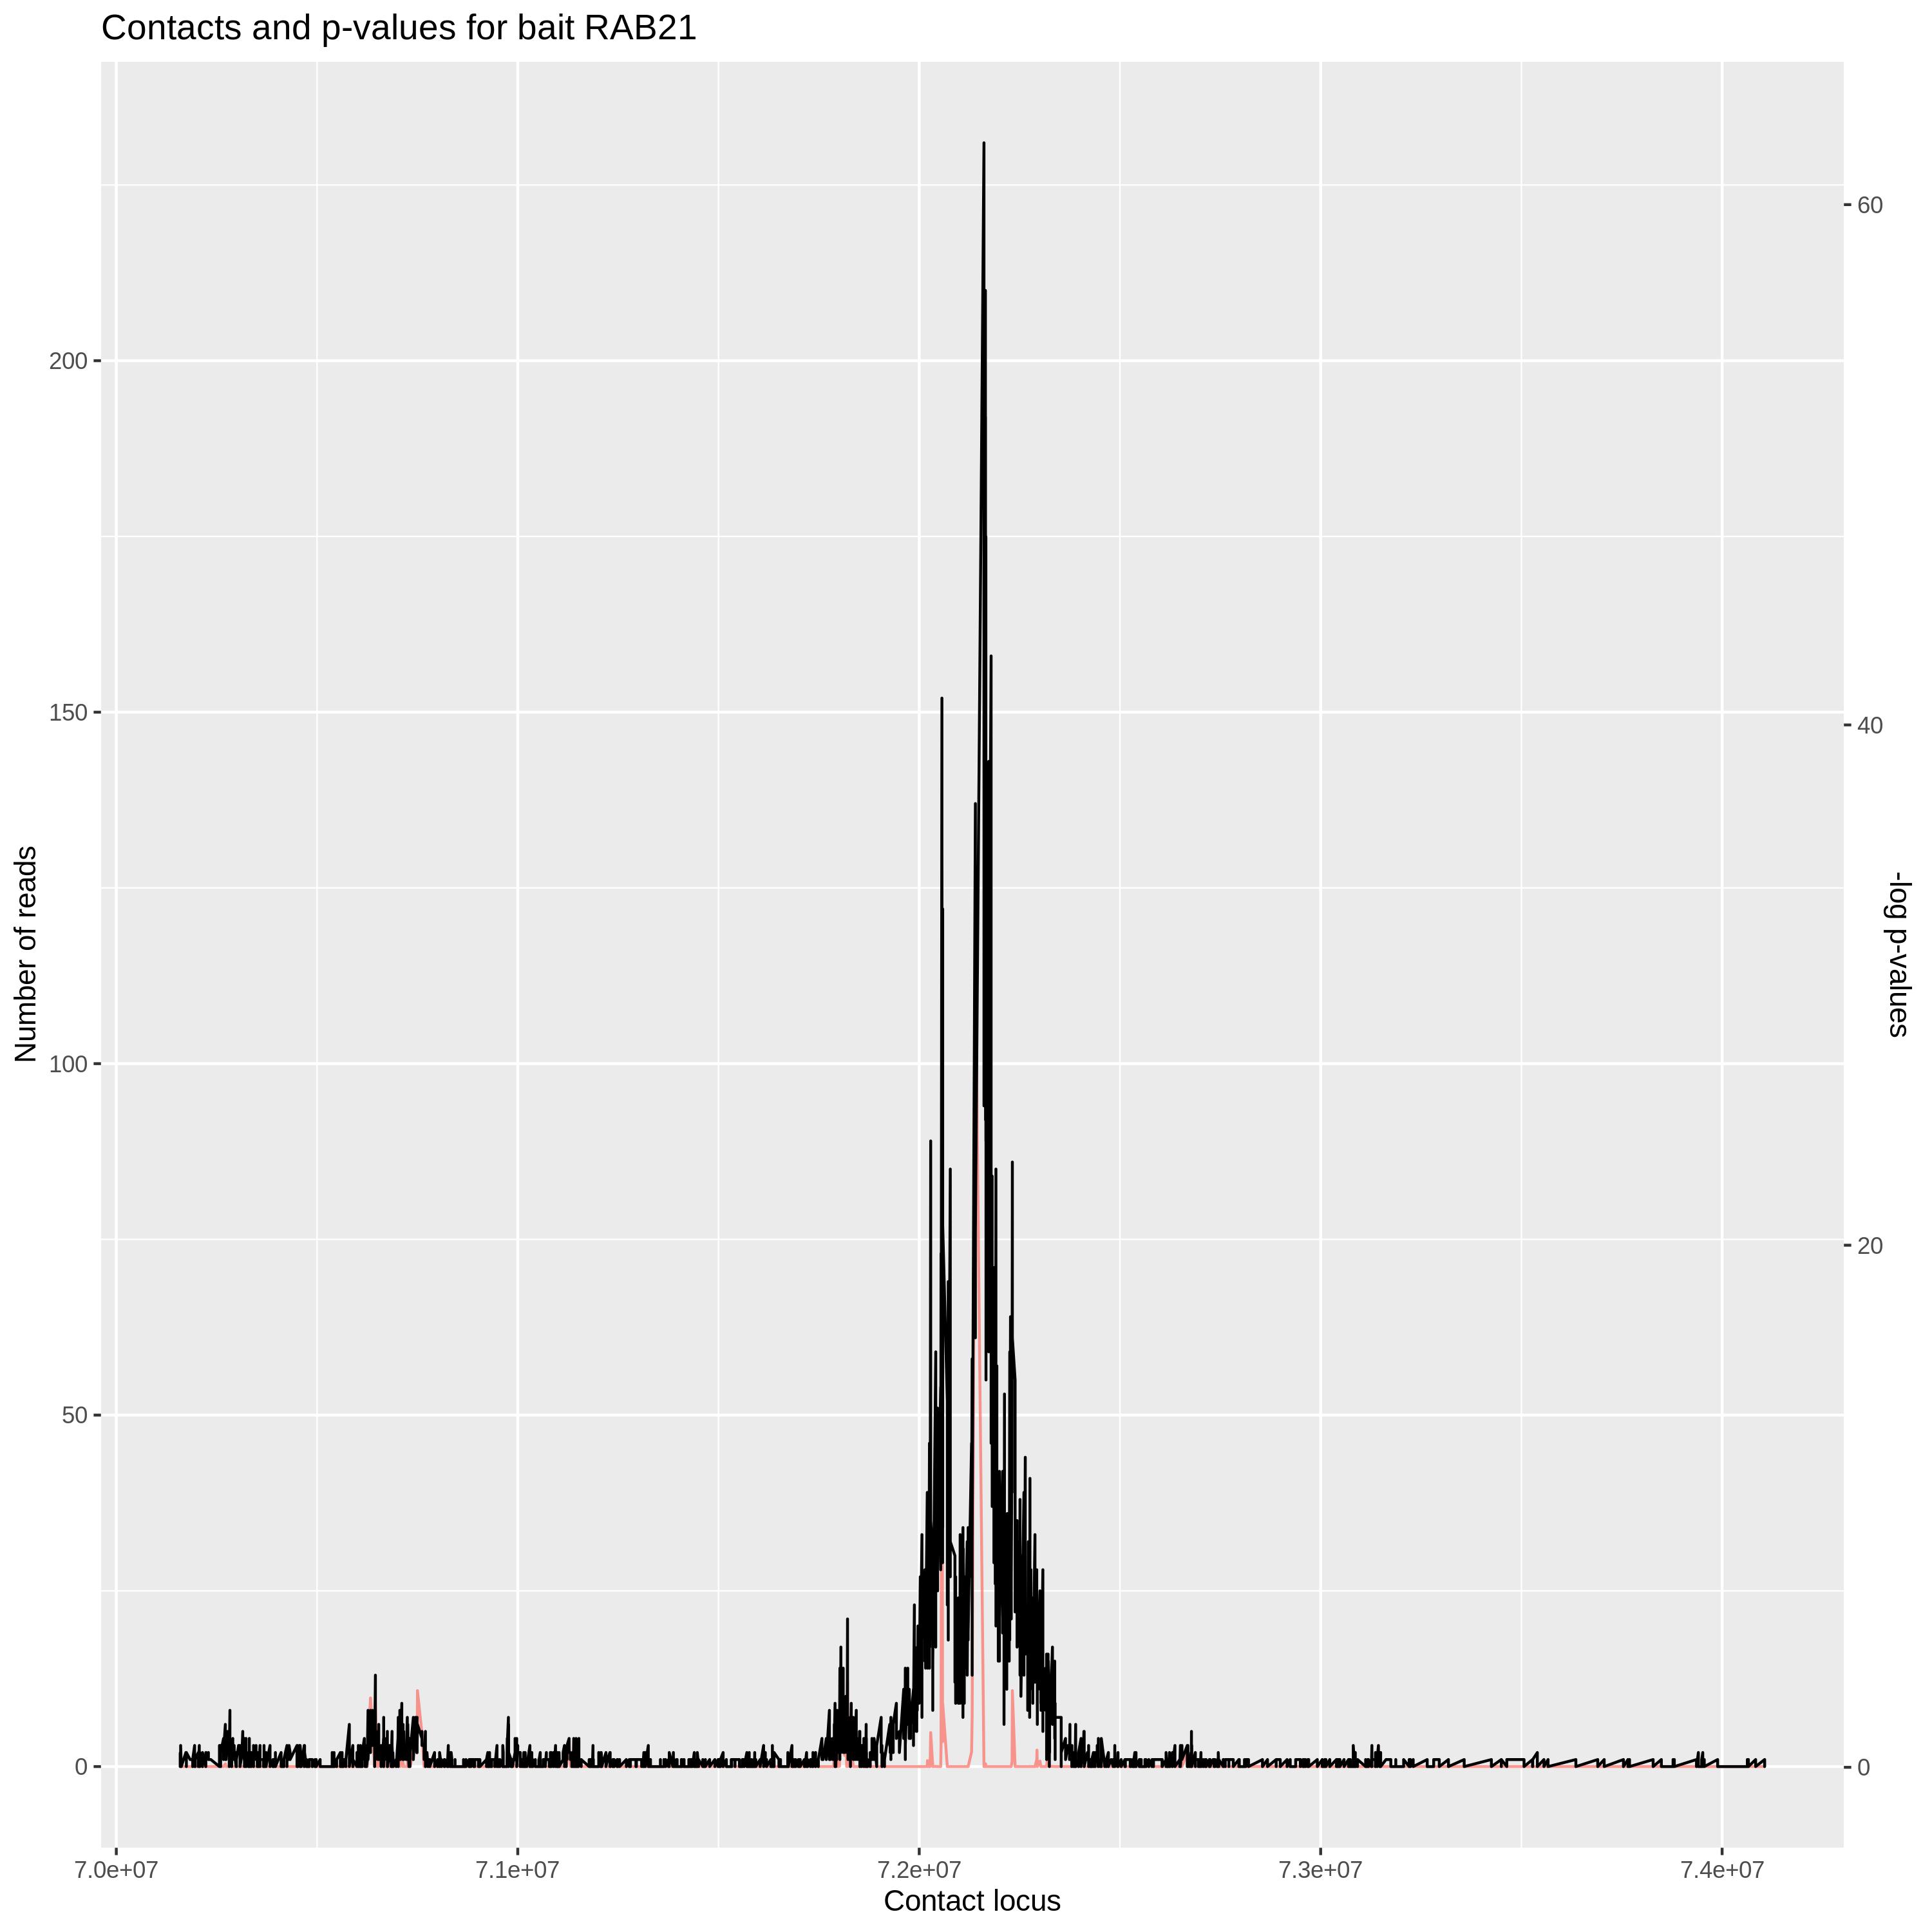 Contacts and p-values for bait RAB21
Number of reads
200
150
100
50
0
60
40
20
0
-log p-values
7.0e+07
7.1e+07
7.2e+07
7.3e+07
7.4e+07
Contact locus